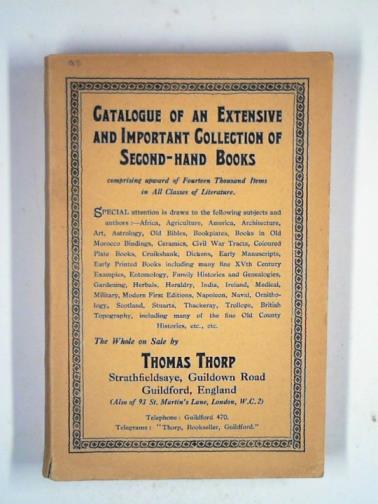 CATALOGUE OF AN EXTENSIVE
AND IMPORTANT COLLECTION OF
SECOND-HAND BOOKS
comprising upward of Fourteen Thousand Items
in All Classes of Literature.
SPECIAL attention is drawn to the following subjects and
authors :—Africa, Agriculture, America, Architecture,
Art, Astrology, Old Bibles, Bookplates, Books in Old
Morocco Bindings, Ceramics, Civil War Tracts, Coloured
Plate Books, Cruikshank, Dickens, Early Manuscripts,
Early Printed Books including many fine XVth Century
Examples, Entomology, Family Histories and Genealogies,
Gardening, Herbals, Heraldry, India, Ireland, Medical,
Military, Modern First Editions, Napoleon, Naval, Ornitho-
logy, Scotland, Stuarts, Thackeray, Trollope, British
Topography, including many of the fine Old County
Histories, etc., etc.
The Whole on Sale by
THOMAS THORP
Strathfieldsaye, Guildown Road
Guildford, England
(Also of 93 St. Martin's Lane, London, W.C.2)
Telephone: Guildford 470.
Telegrams: "Thorp, Bookseller, Guildford."